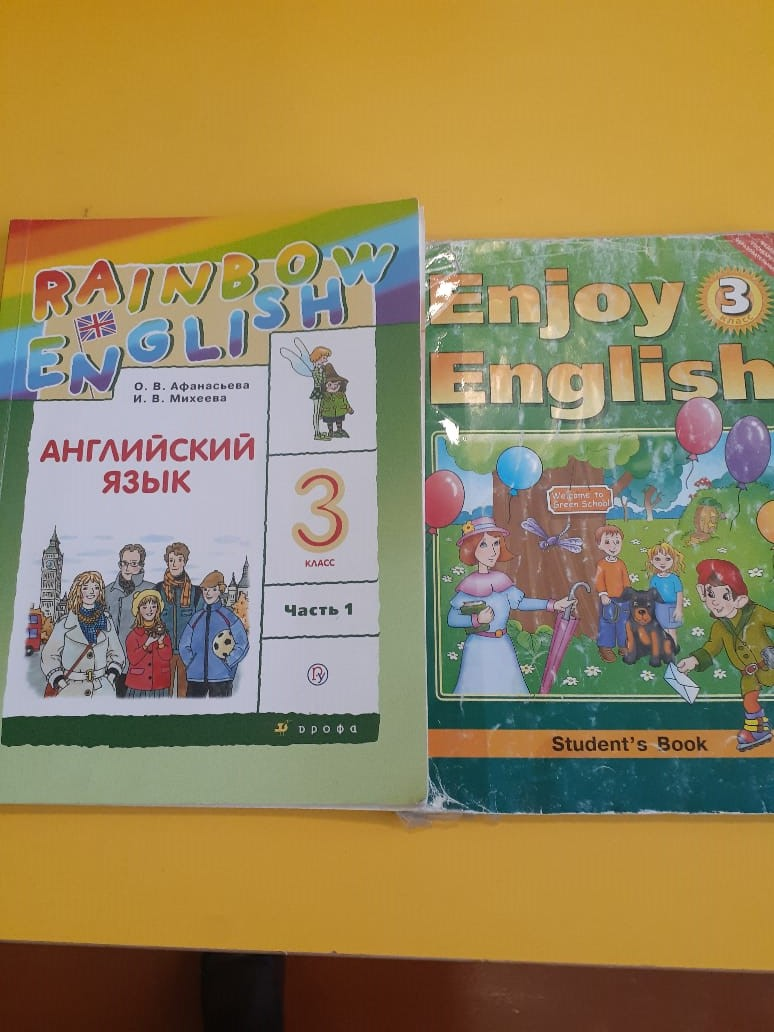 RAINBOW
ENGLISH
О. В. Афанасьева
И. В. Михеева
АНГЛИЙСКИЙ
ЯЗЫК
3
КЛАСС
Часть 1
дрофа
Enjoy
English
3
класс
Welcome to
Green School
Student's Book